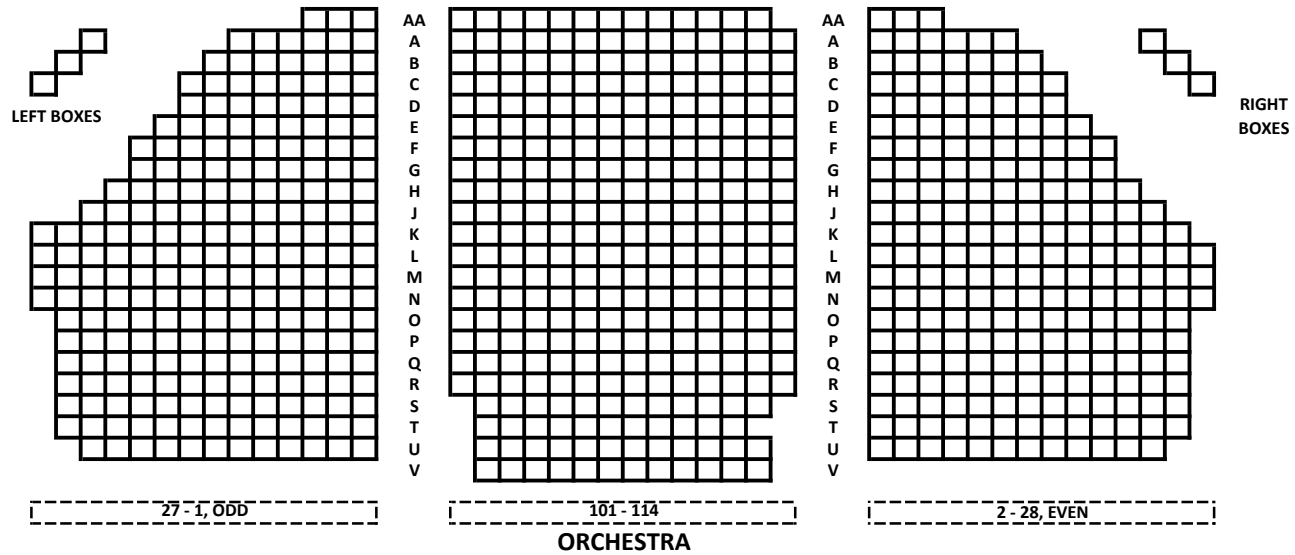 AA AA
A A
B B
C C
D D
LEFT BOXES RIGHT
BOXES
E E
F F
G G
H H
J J
K K
L L
M M
N N
O O
P P
Q Q
R R
S S
T T
U U
V V
27 - 1, ODD 101 - 114 2 - 28, EVEN
ORCHESTRA